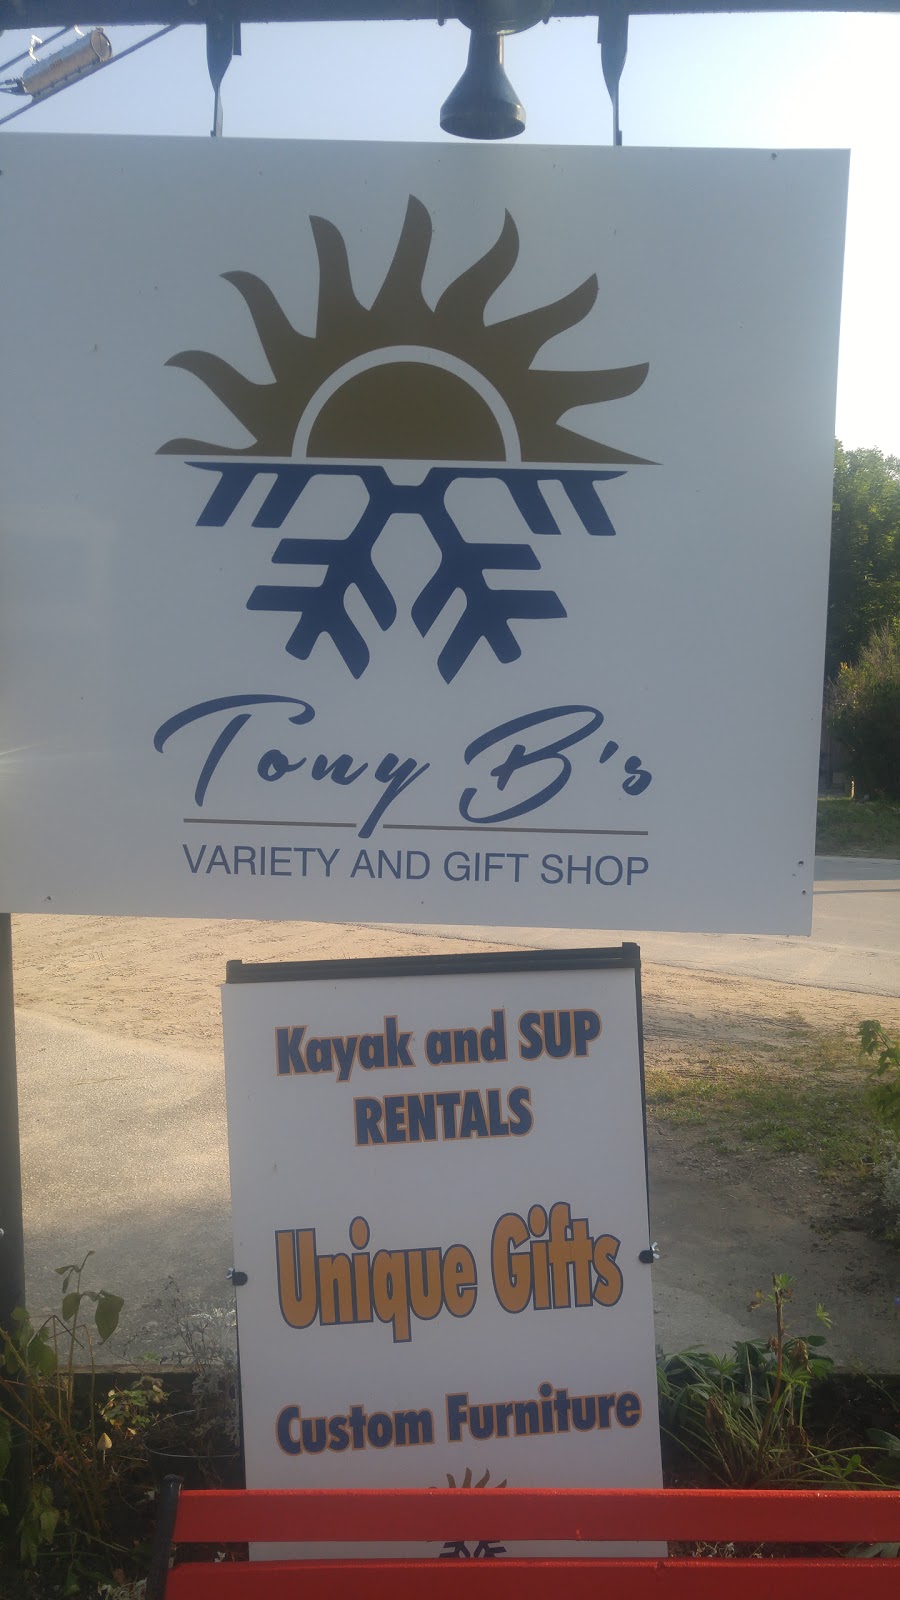 Tony B's
VARIETY AND GIFT SHOP
Kayak and SUP
RENTALS
Unique Gifts
Custom Furniture